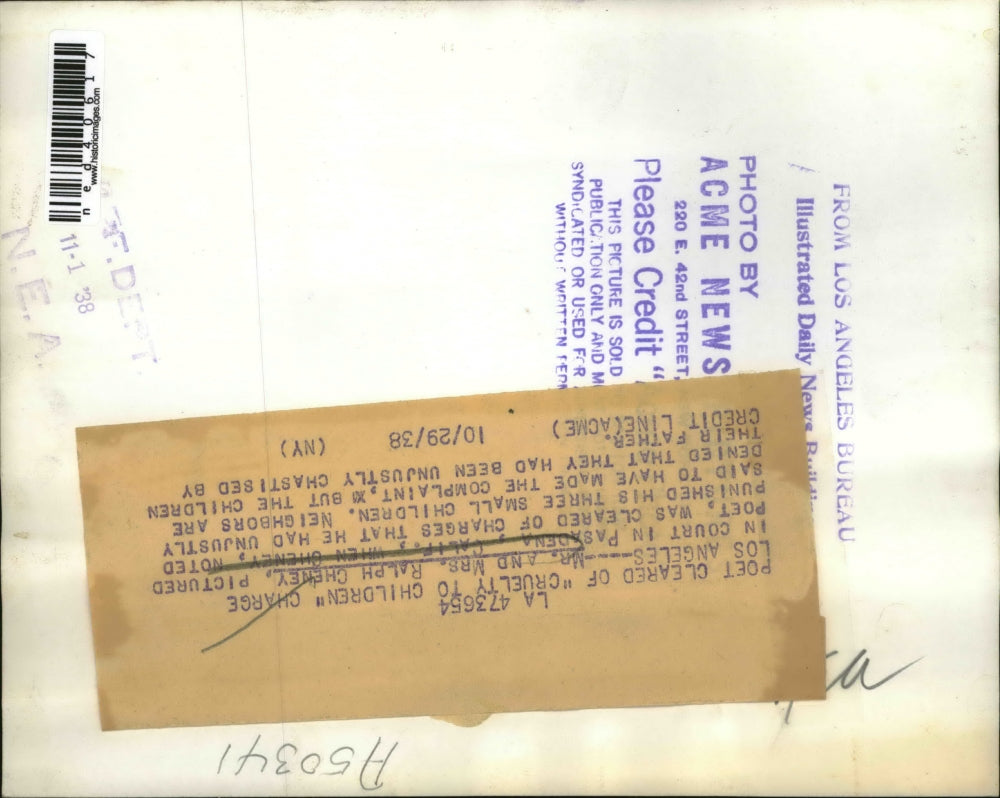 LA 473654
POET CLEARED OF "CRUELTY TO CHILDREN" CHARGE
LOS ANGELES-----MR. AND MRS. RALPH CHENEY, PICTURED
IN COURT IN PASADENA, CALIF., WHEN CHENEY, NOTED
POET, WAS CLEARED OF CHARGES THAT HE HAD UNJUSTLY
PUNISHED HIS THREE SMALL CHILDREN. NEIGHBORS ARE
SAID TO HAVE MADE THE COMPLAINT, BUT THE CHILDREN
DENIED THAT THEY HAD BEEN UNJUSTLY CHASTISED BY
THEIR FATHER.
CREDIT LINE(ACME) 10/29/38 (NY)
FROM LOS ANGELES BUREAU
Illustrated Daily News
PHOTO BY
ACME NEWS
220 E. 42nd STREET,
Please Credit "
THIS PICTURE IS SOLD
PUBLICATION ONLY AND
SYNDICATED OR USED FOR
WITHOUT WRITTEN
ned40617
www.historicimages.com
11-1 '38
DEPT.
N.E.A.
A50341